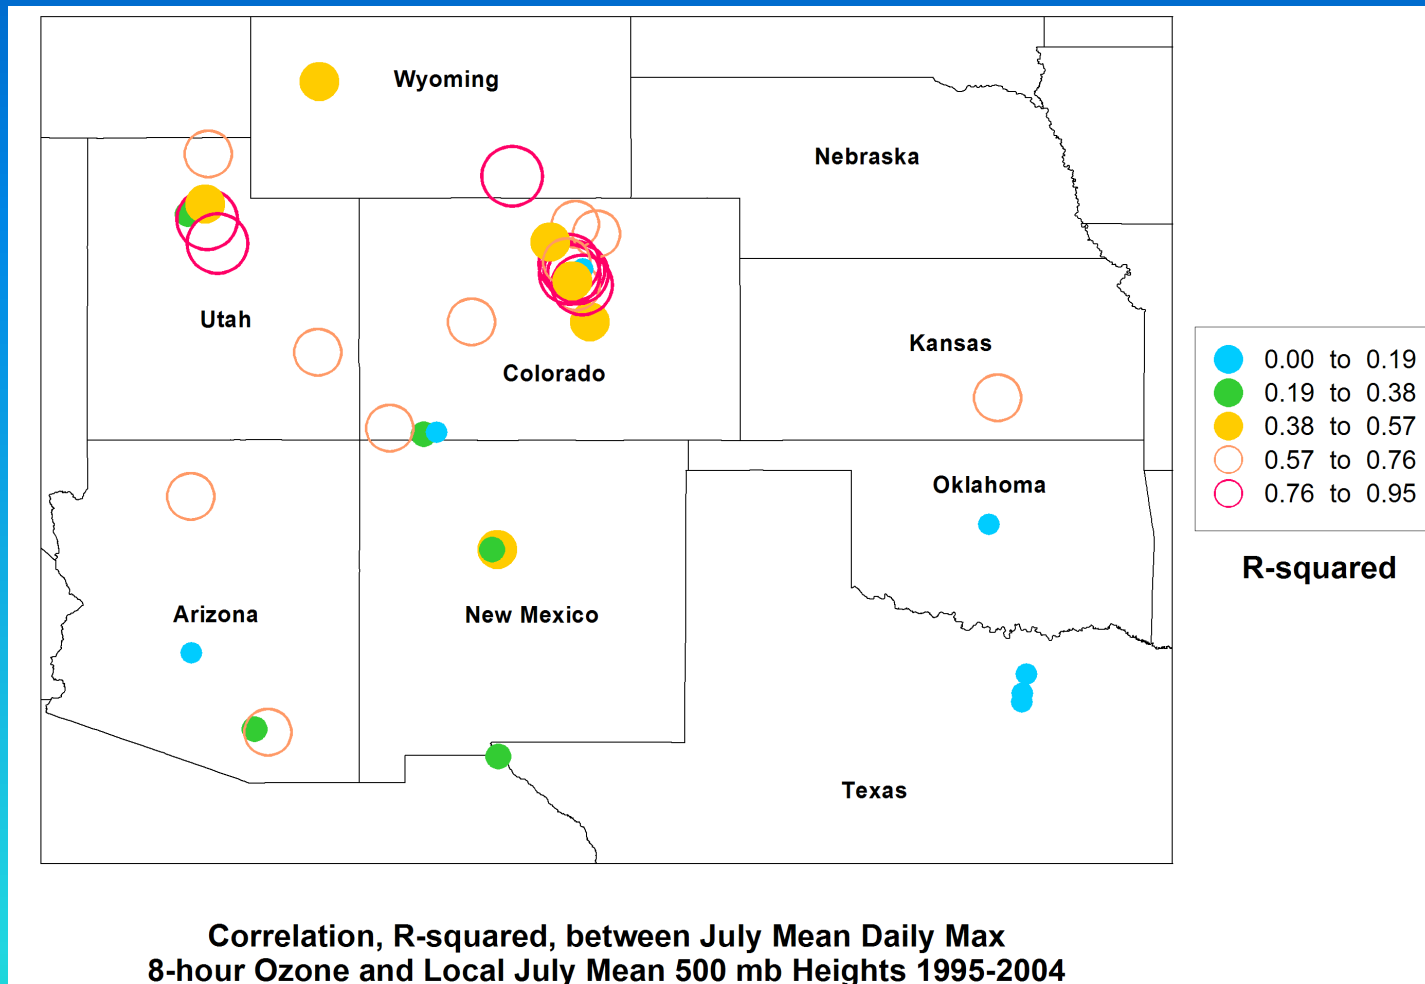 Wyoming
Nebraska
Utah
Colorado
Kansas
Oklahoma
Arizona
New Mexico
Texas
0.00 to 0.19
0.19 to 0.38
0.38 to 0.57
0.57 to 0.76
0.76 to 0.95
R-squared
Correlation, R-squared, between July Mean Daily Max
8-hour Ozone and Local July Mean 500 mb Heights 1995-2004